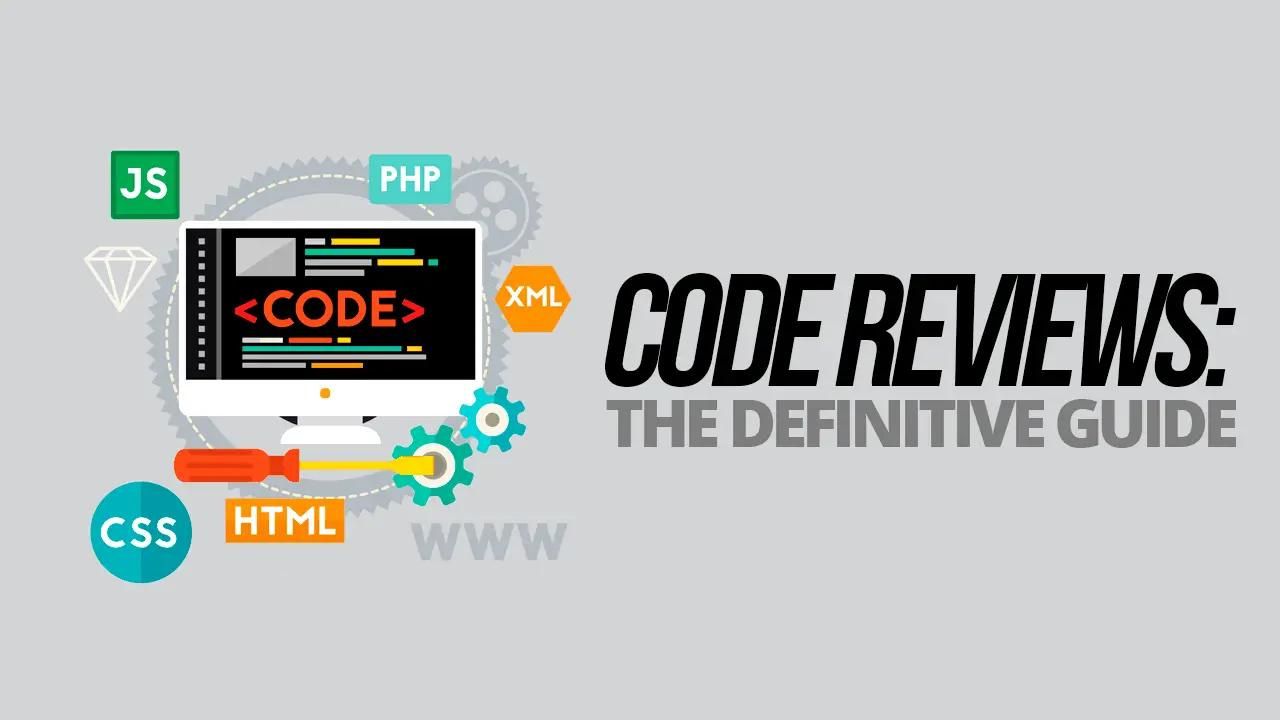 JS
PHP
XML
<CODE>
CODE REVIEWS:
THE DEFINITIVE GUIDE
CSS
HTML
WWW